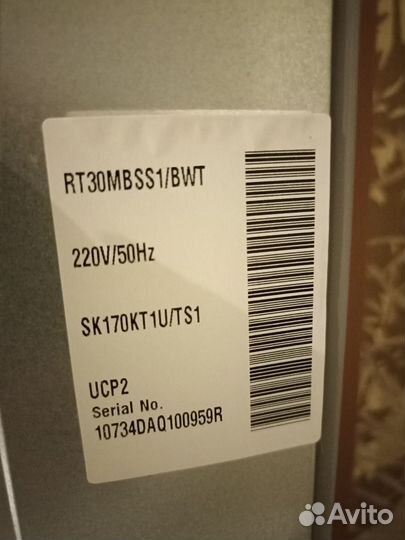 RT30MBSS1/BWT
220V/50Hz
SK170KT1U/TS1
UCP2
Serial No.
10734DAQ100959R
Avito